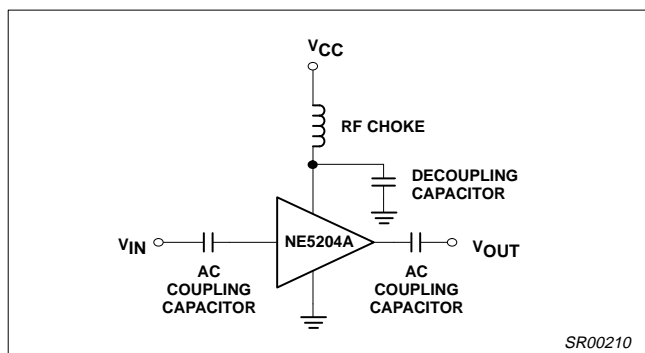 VCC
RF CHOKE
DECOUPLING
CAPACITOR
NE5204A
VIN
VOUT
AC
COUPLING
CAPACITOR
AC
COUPLING
CAPACITOR
SR00210